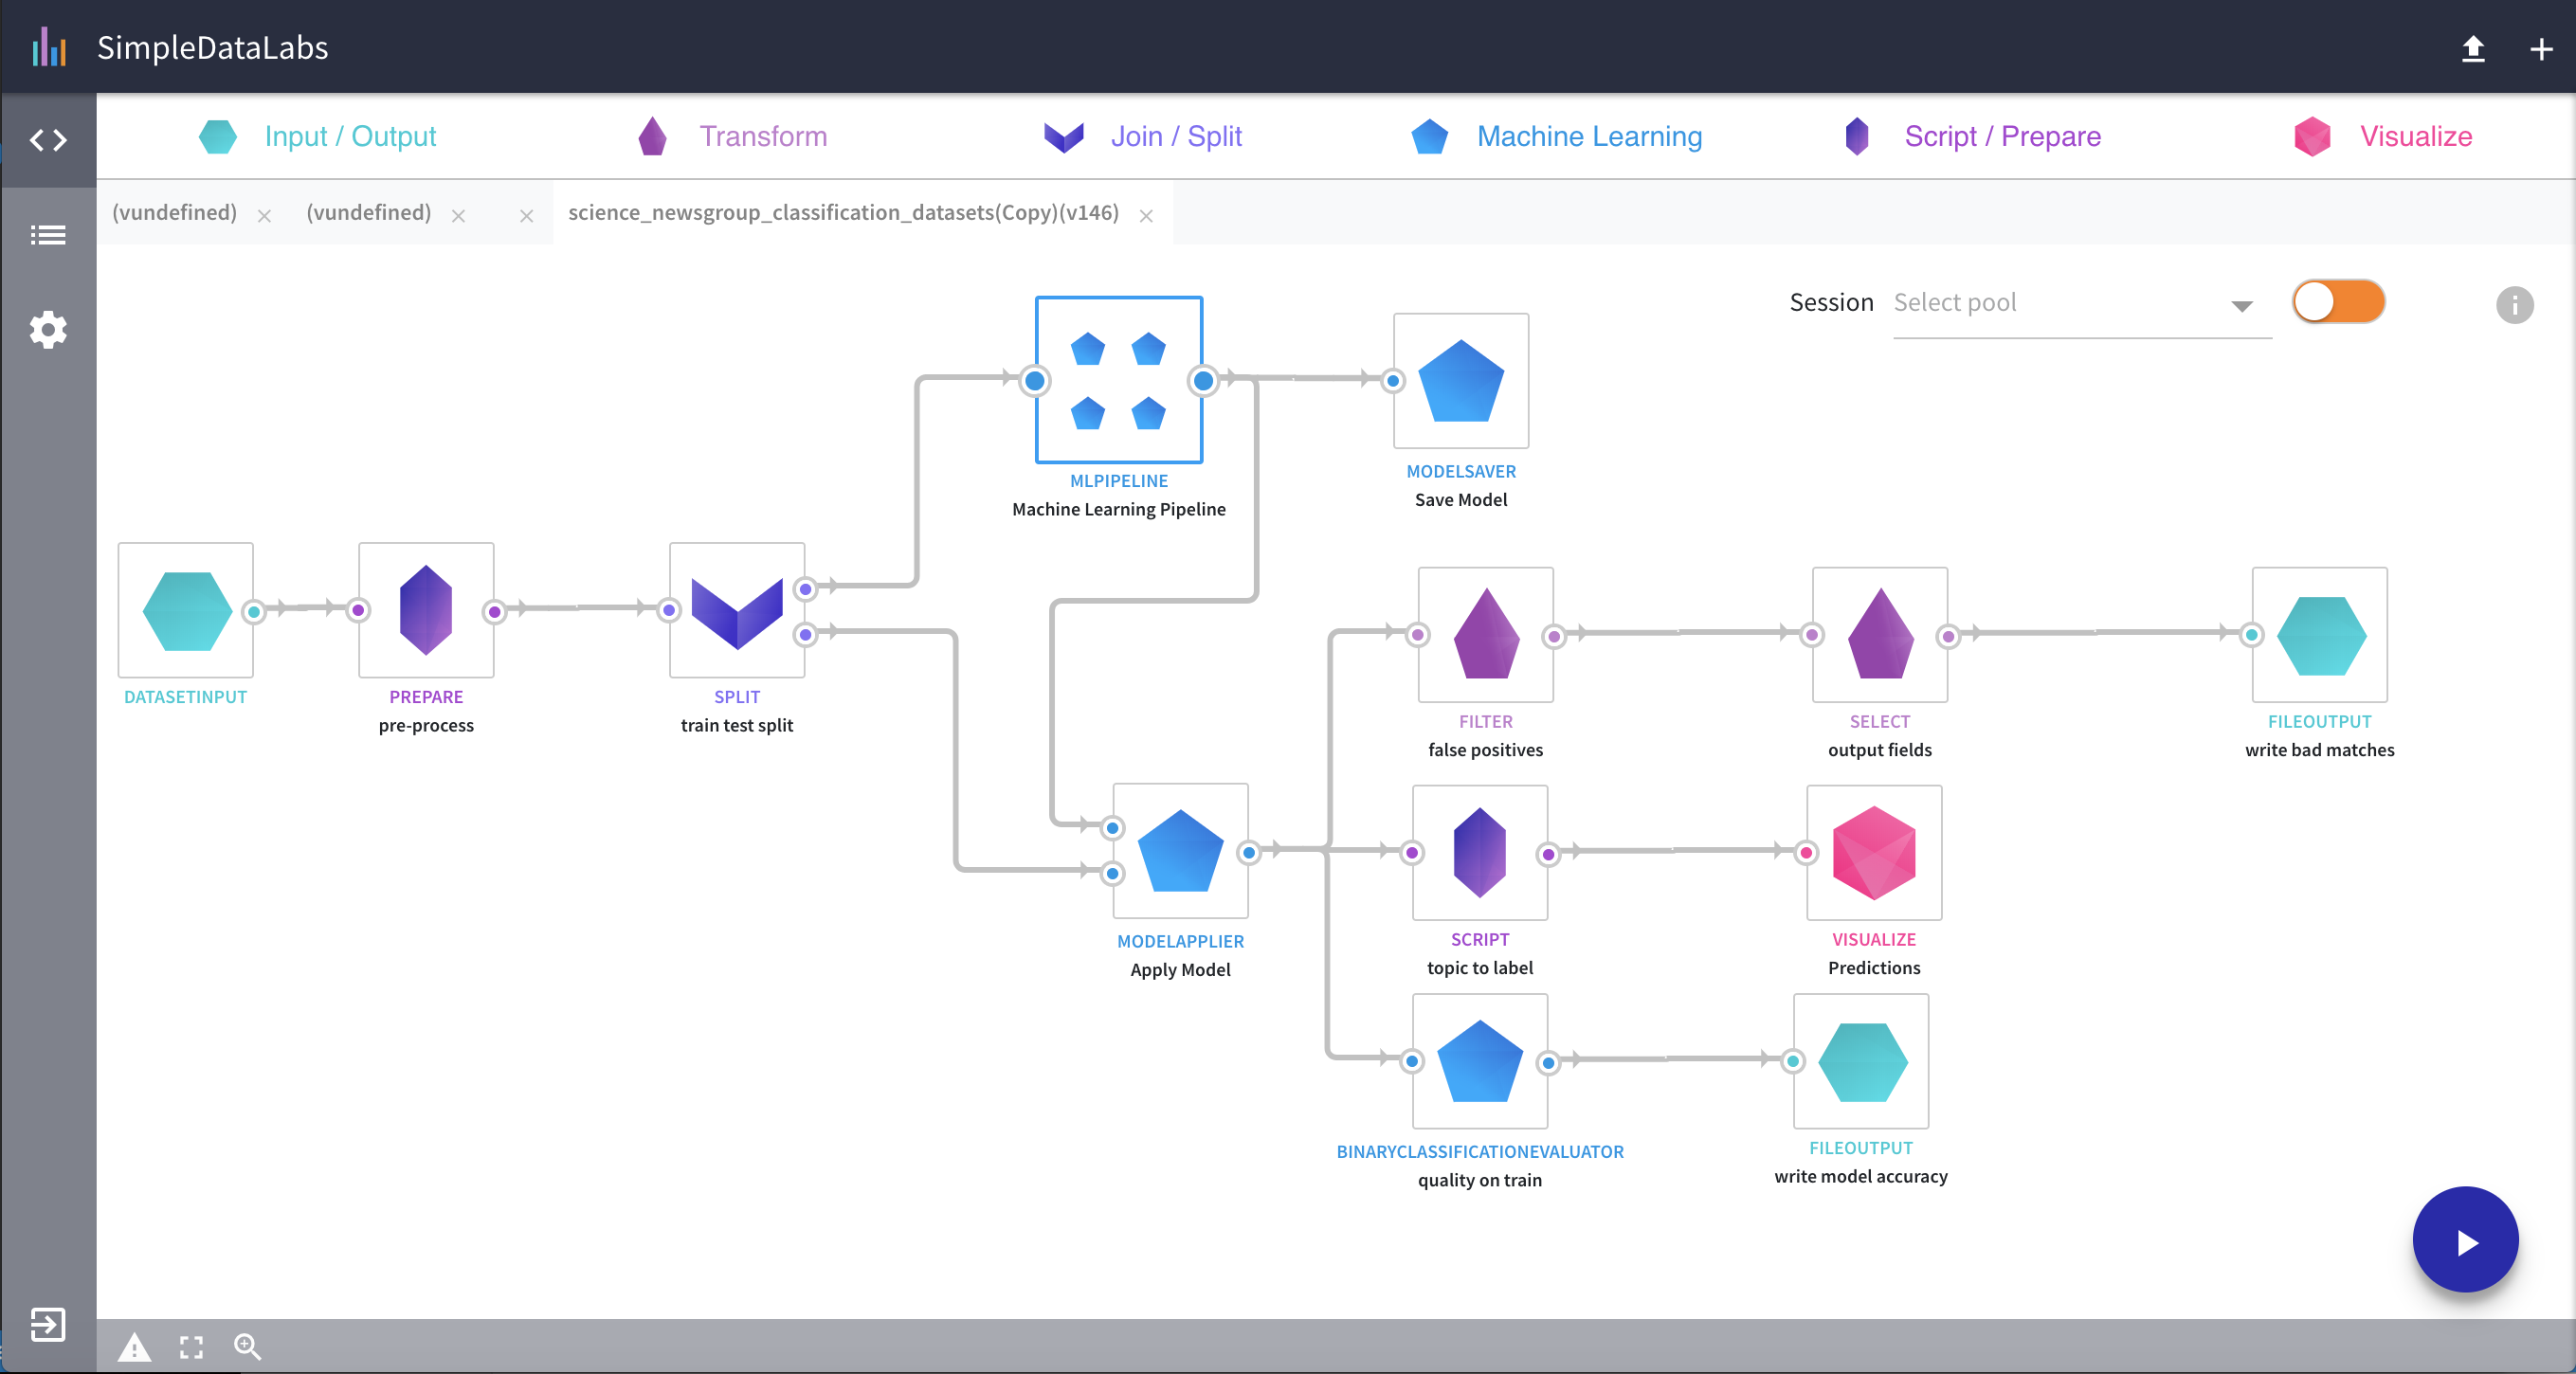 SimpleDataLabs
Input / Output
Transform
Join / Split
Machine Learning
Script / Prepare
Visualize
(vundefined)
(vundefined)
science_newsgroup_classification_datasets(Copy)(v146)
Session
Select pool
MLPIPELINE
Machine Learning Pipeline
MODELSAVER
Save Model
DATASETINPUT
PREPARE
pre-process
SPLIT
train test split
FILTER
false positives
SELECT
output fields
FILEOUTPUT
write bad matches
MODELAPPLIER
Apply Model
SCRIPT
topic to label
VISUALIZE
Predictions
BINARYCLASSIFICATIONEVALUATOR
quality on train
FILEOUTPUT
write model accuracy